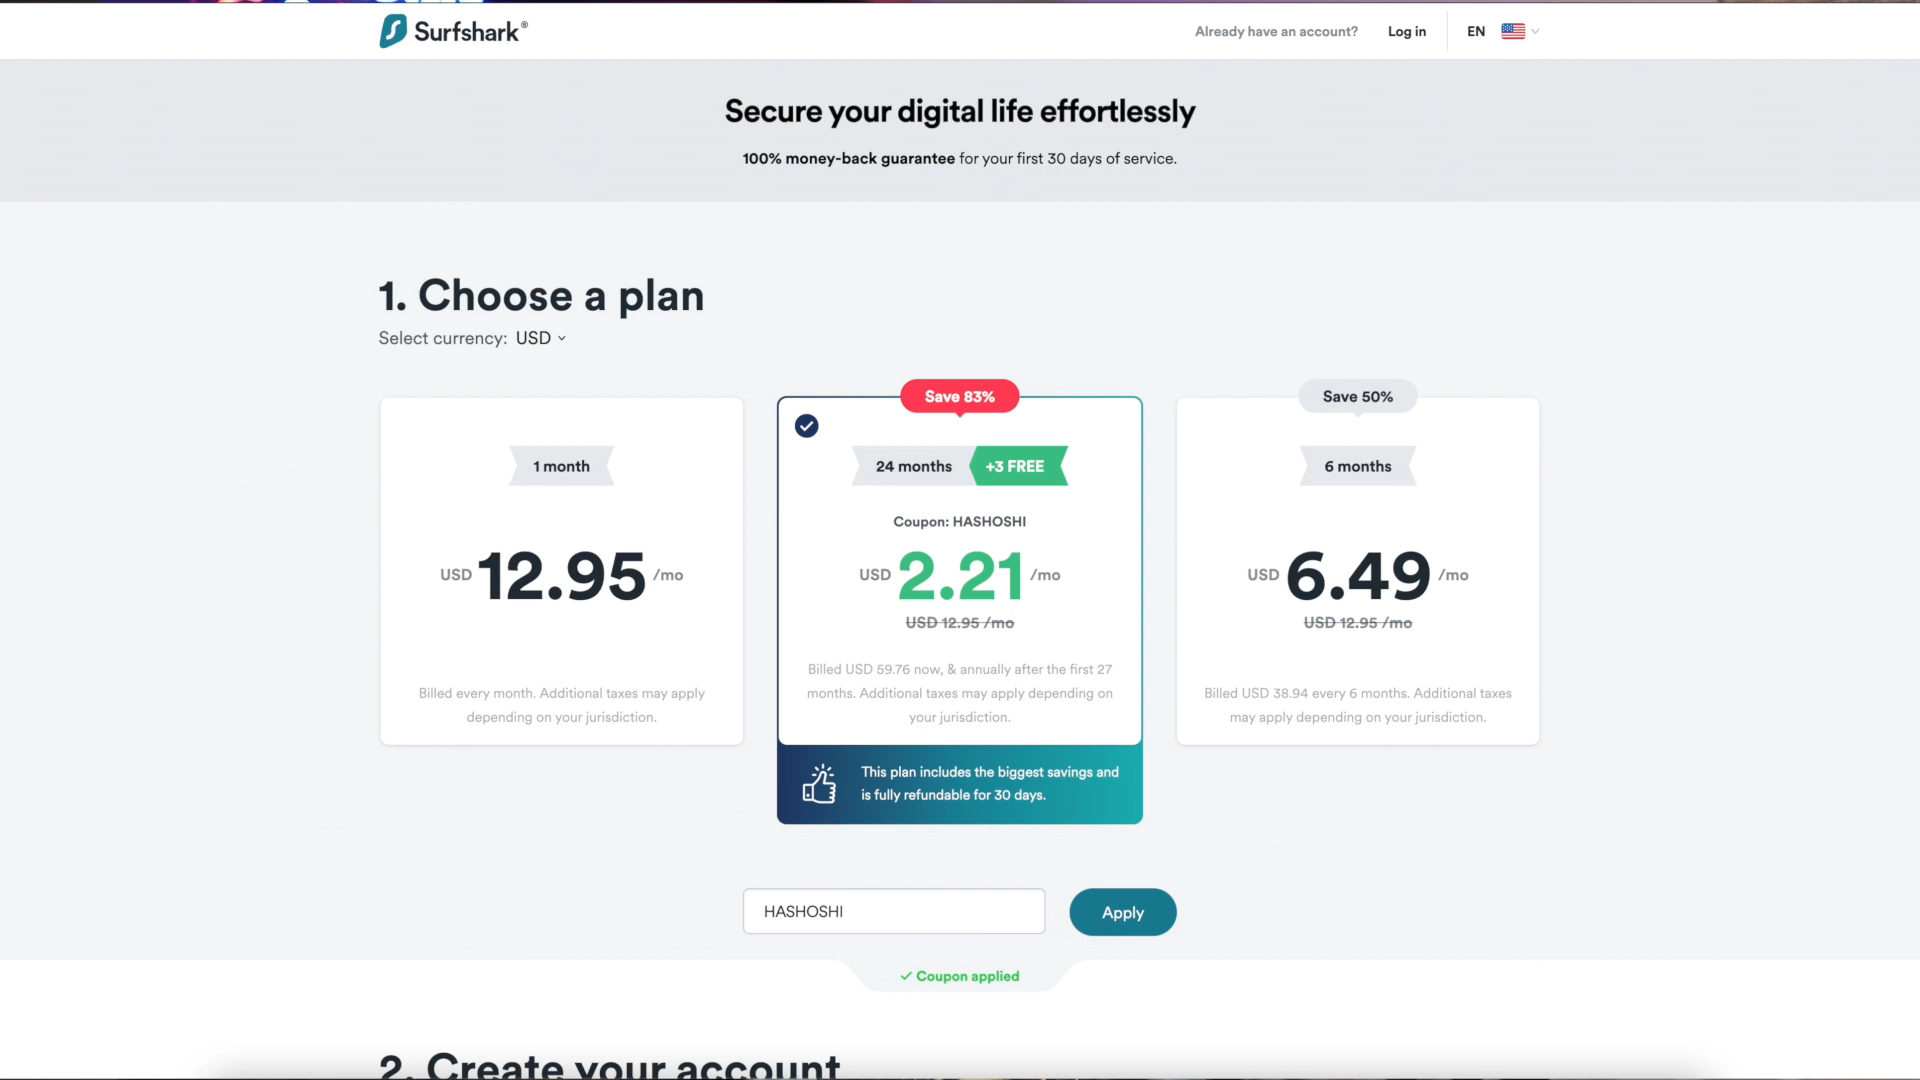 Surfshark®
Already have an account?
Log in
EN
Secure your digital life effortlessly
100% money-back guarantee for your first 30 days of service.
1. Choose a plan
Select currency: USD
1 month
USD 12.95 /mo
Billed every month. Additional taxes may apply
depending on your jurisdiction.
Save 83%
24 months +3 FREE
Coupon: HASHOSHI
USD 2.21 /mo
USD 12.95 /mo
Billed USD 59.76 now, & annually after the first 27
months. Additional taxes may apply depending on
your jurisdiction.
This plan includes the biggest savings and
is fully refundable for 30 days.
Save 50%
6 months
USD 6.49 /mo
USD 12.95 /mo
Billed USD 38.94 every 6 months. Additional taxes
may apply depending on your jurisdiction.
HASHOSHI
Apply
Coupon applied
2. Create your account